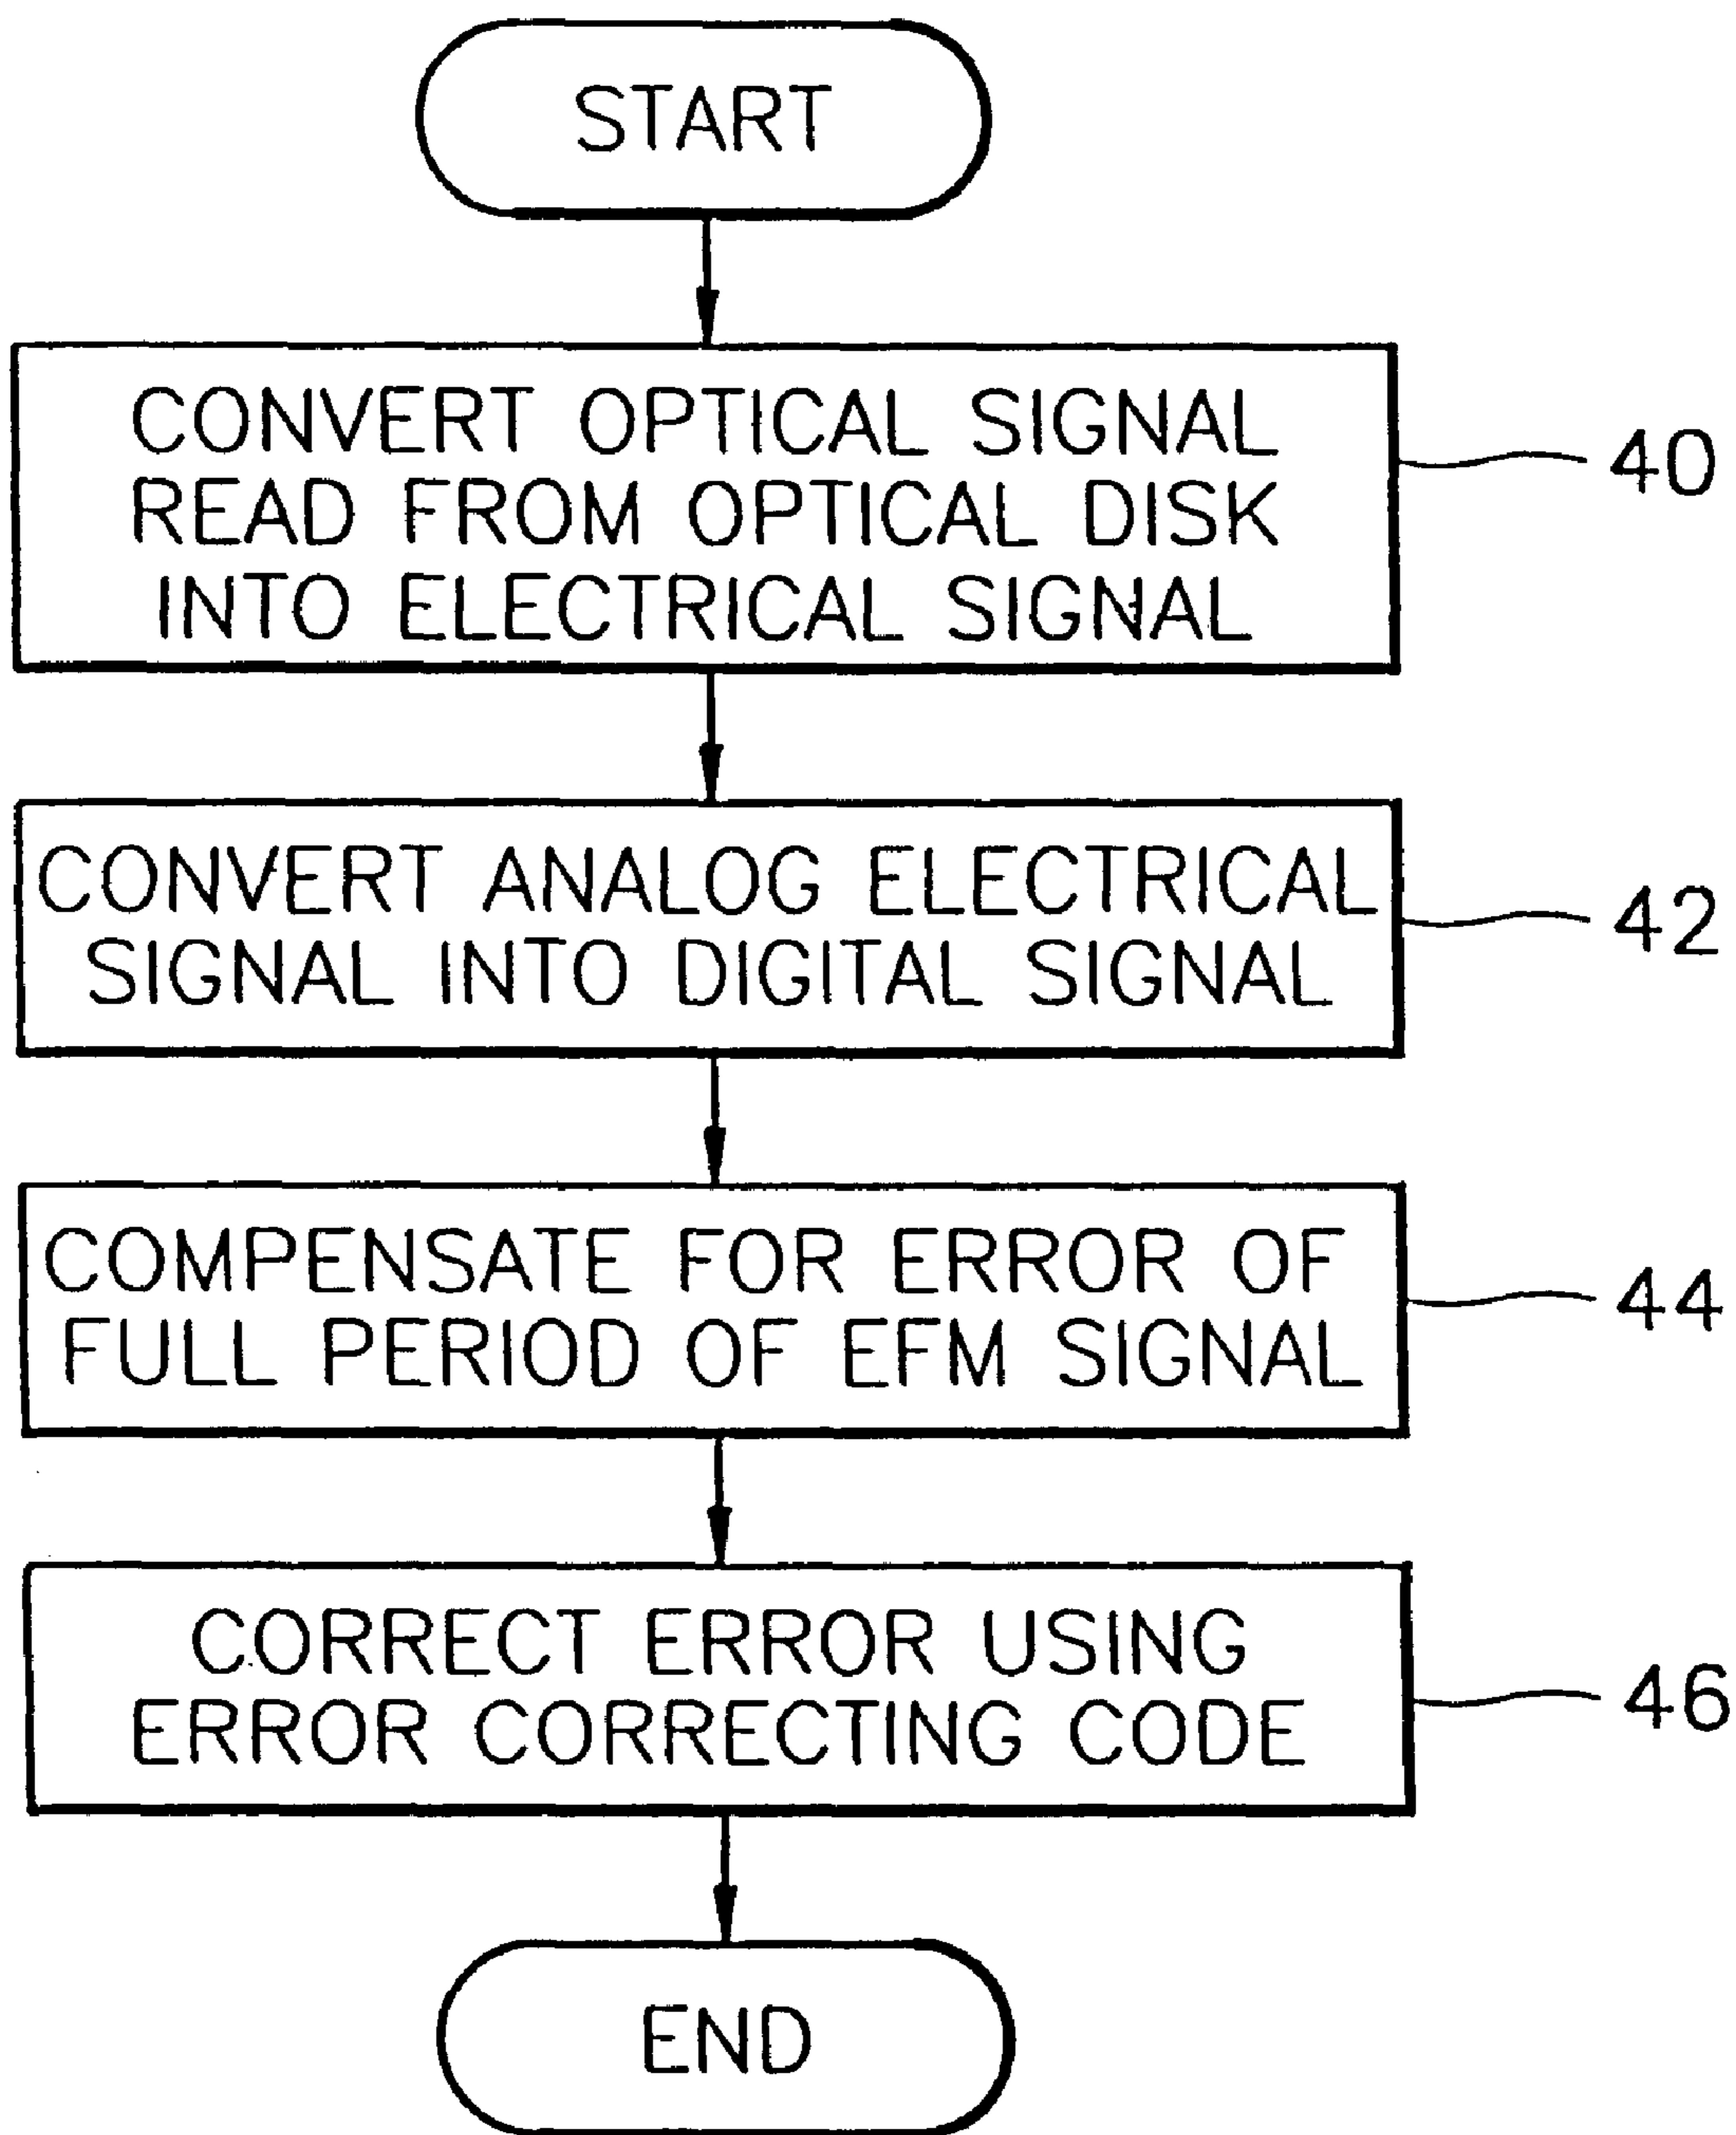 START
CONVERT OPTICAL SIGNAL
READ FROM OPTICAL DISK
INTO ELECTRICAL SIGNAL
40
CONVERT ANALOG ELECTRICAL
SIGNAL INTO DIGITAL SIGNAL
42
COMPENSATE FOR ERROR OF
FULL PERIOD OF EFM SIGNAL
44
CORRECT ERROR USING
ERROR CORRECTING CODE
46
END